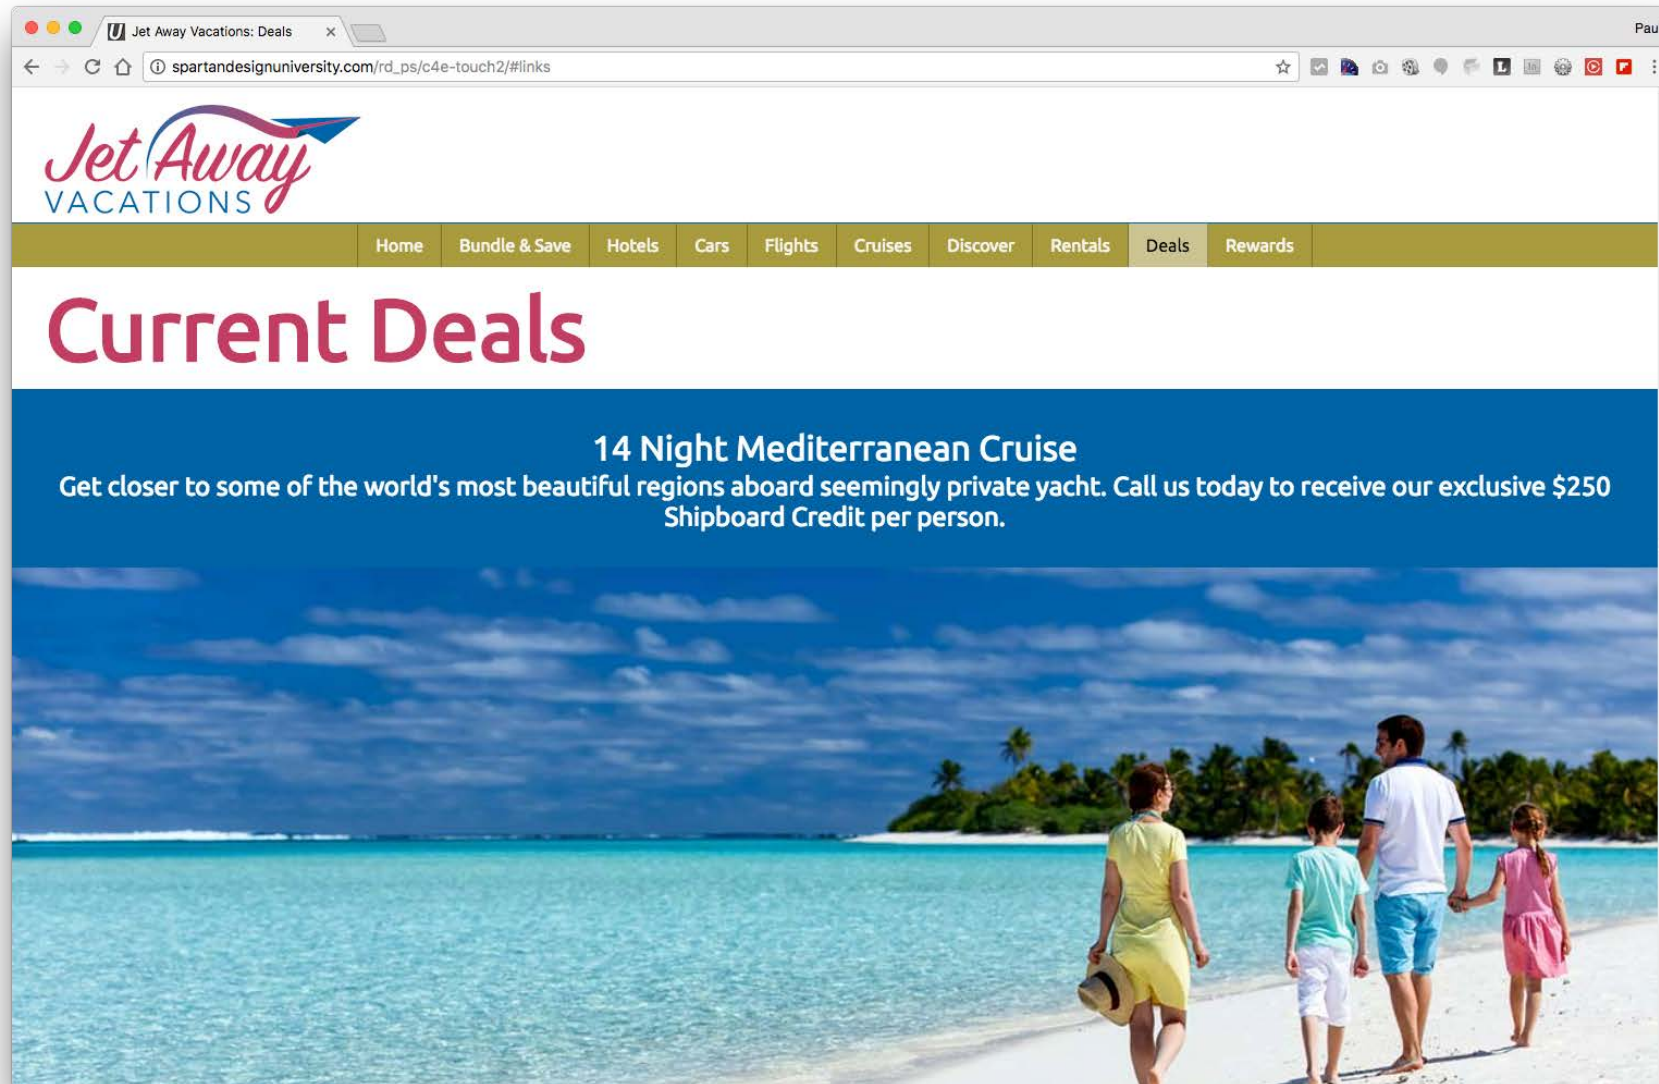 Jet Away Vacations: Deals
Pau
spartandesignuniversity.com/rd_ps/c4e-touch2/#links
Jet Away
VACATIONS
Home Bundle & Save Hotels Cars Flights Cruises Discover Rentals Deals Rewards
Current Deals
14 Night Mediterranean Cruise
Get closer to some of the world's most beautiful regions aboard seemingly private yacht. Call us today to receive our exclusive $250
Shipboard Credit per person.